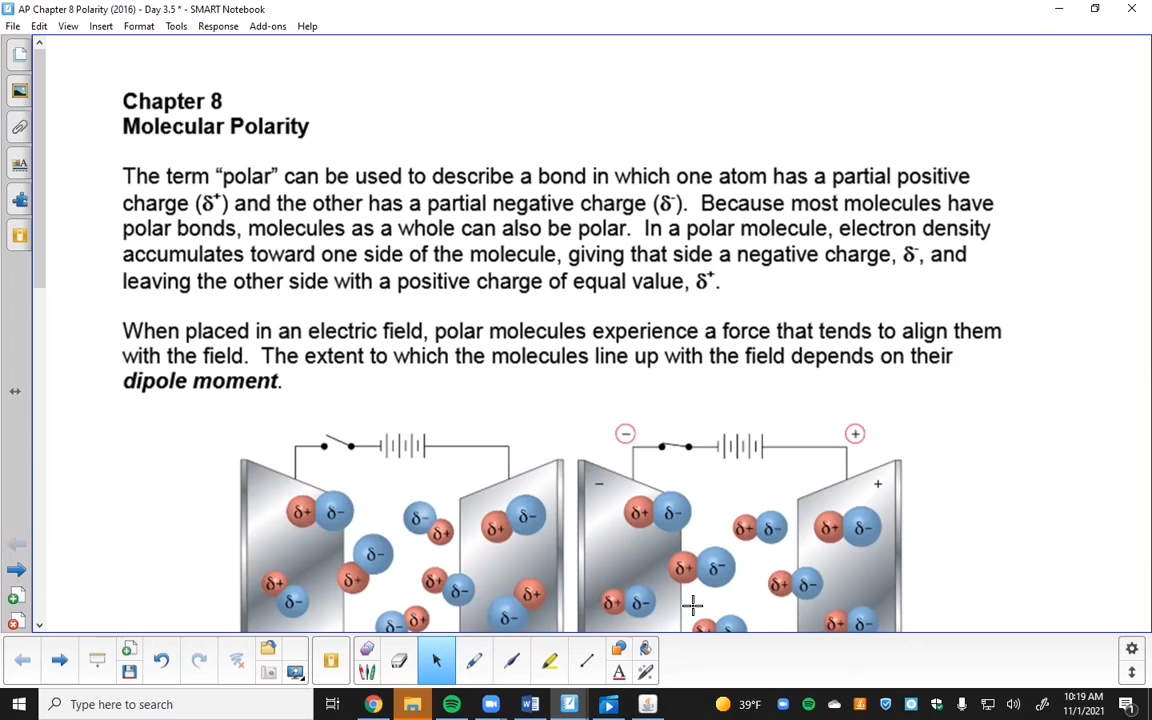 AP Chapter 8 Polarity (2016) - Day 3.5 * - SMART Notebook
File Edit View Insert Format Tools Response Add-ons Help
Chapter 8
Molecular Polarity
The term “polar” can be used to describe a bond in which one atom has a partial positive
charge (δ⁺) and the other has a partial negative charge (δ⁻). Because most molecules have
polar bonds, molecules as a whole can also be polar. In a polar molecule, electron density
accumulates toward one side of the molecule, giving that side a negative charge, δ⁻, and
leaving the other side with a positive charge of equal value, δ⁺.
When placed in an electric field, polar molecules experience a force that tends to align them
with the field. The extent to which the molecules line up with the field depends on their
dipole moment.
− +
− +
δ+ δ− δ− δ+ δ+ δ− δ+ δ− δ+ δ− δ+ δ−
δ− δ+ δ+ δ− δ+ δ−
δ+ δ− δ+ δ− δ+ δ− δ+ δ− δ+ δ−
δ− δ+ δ+ δ− δ+ δ−
Type here to search
39°F
10:19 AM
11/1/2021